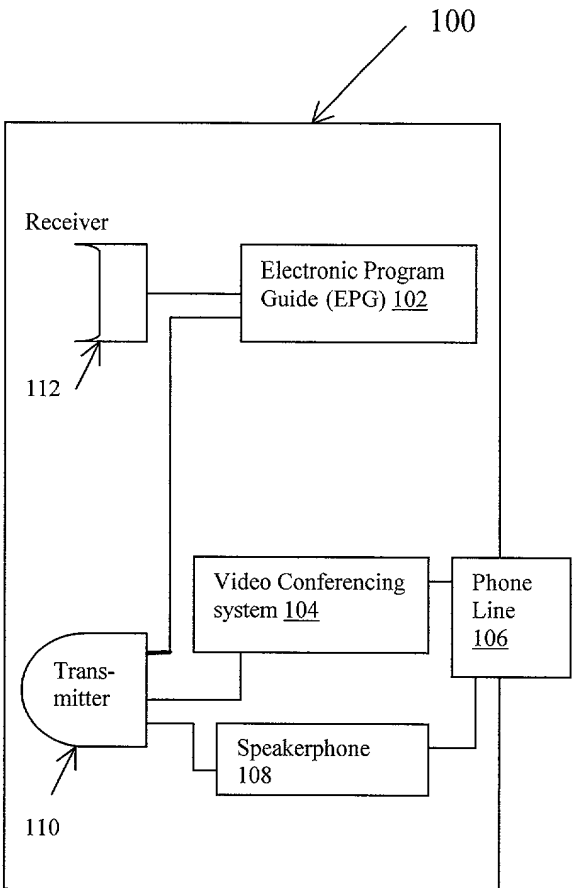 100
Receiver
Electronic Program
Guide (EPG) 102
112
Video Conferencing
system 104
Phone
Line
106
Trans-
mitter
Speakerphone
108
110